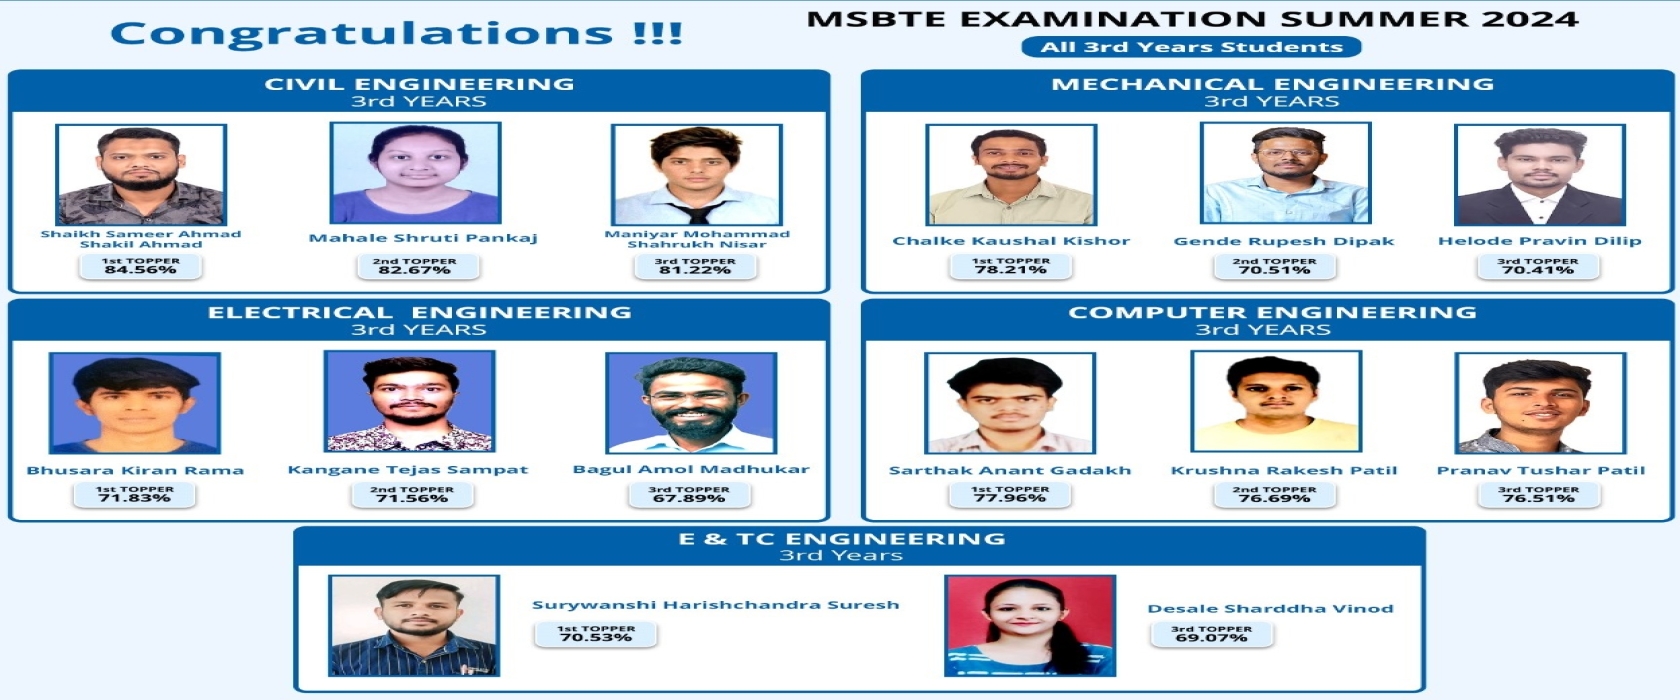 Congratulations !!!
MSBTE EXAMINATION SUMMER 2024
All 3rd Years Students
CIVIL ENGINEERING
3rd YEARS
Shaikh Sameer Ahmad
Shakil Ahmad
1st TOPPER
84.56%
Mahale Shruti Pankaj
2nd TOPPER
82.67%
Maniyar Mohammad
Shahrukh Nisar
3rd TOPPER
81.22%
MECHANICAL ENGINEERING
3rd YEARS
Chalke Kaushal Kishor
1st TOPPER
78.21%
Gende Rupesh Dipak
2nd TOPPER
70.51%
Helode Pravin Dilip
3rd TOPPER
70.41%
ELECTRICAL ENGINEERING
3rd YEARS
Bhusara Kiran Rama
1st TOPPER
71.83%
Kangane Tejas Sampat
2nd TOPPER
71.56%
Bagul Amol Madhukar
3rd TOPPER
67.89%
COMPUTER ENGINEERING
3rd YEARS
Sarthak Anant Gadakh
1st TOPPER
77.96%
Krushna Rakesh Patil
2nd TOPPER
76.69%
Pranav Tushar Patil
3rd TOPPER
76.51%
E & TC ENGINEERING
3rd Years
Surywanshi Harishchandra Suresh
1st TOPPER
70.53%
Desale Sharddha Vinod
3rd TOPPER
69.07%